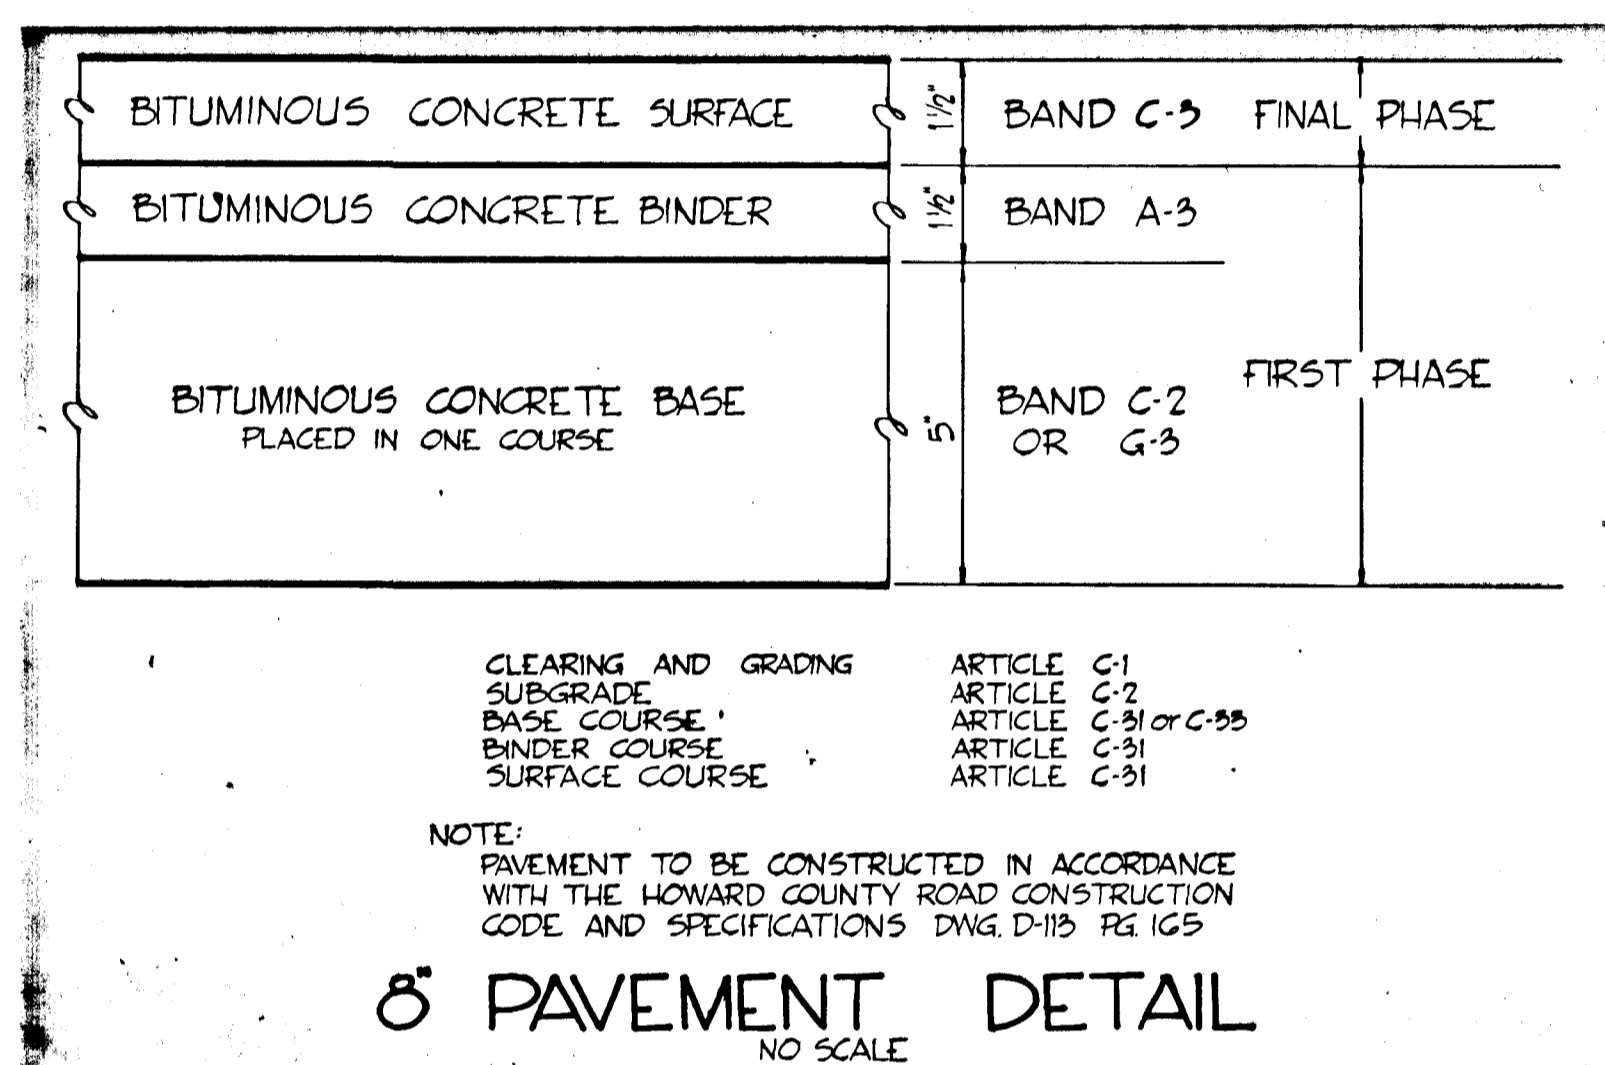 BITUMINOUS CONCRETE SURFACE 1½" BAND C-3 FINAL PHASE
BITUMINOUS CONCRETE BINDER 1½" BAND A-3
FIRST PHASE
BITUMINOUS CONCRETE BASE 5" BAND C-2
PLACED IN ONE COURSE OR G-3
CLEARING AND GRADING ARTICLE C-1
SUBGRADE ARTICLE C-2
BASE COURSE ARTICLE C-31 or C-33
BINDER COURSE ARTICLE C-31
SURFACE COURSE ARTICLE C-31
NOTE:
PAVEMENT TO BE CONSTRUCTED IN ACCORDANCE
WITH THE HOWARD COUNTY ROAD CONSTRUCTION
CODE AND SPECIFICATIONS DWG. D-113 PG. 165
8" PAVEMENT DETAIL
NO SCALE